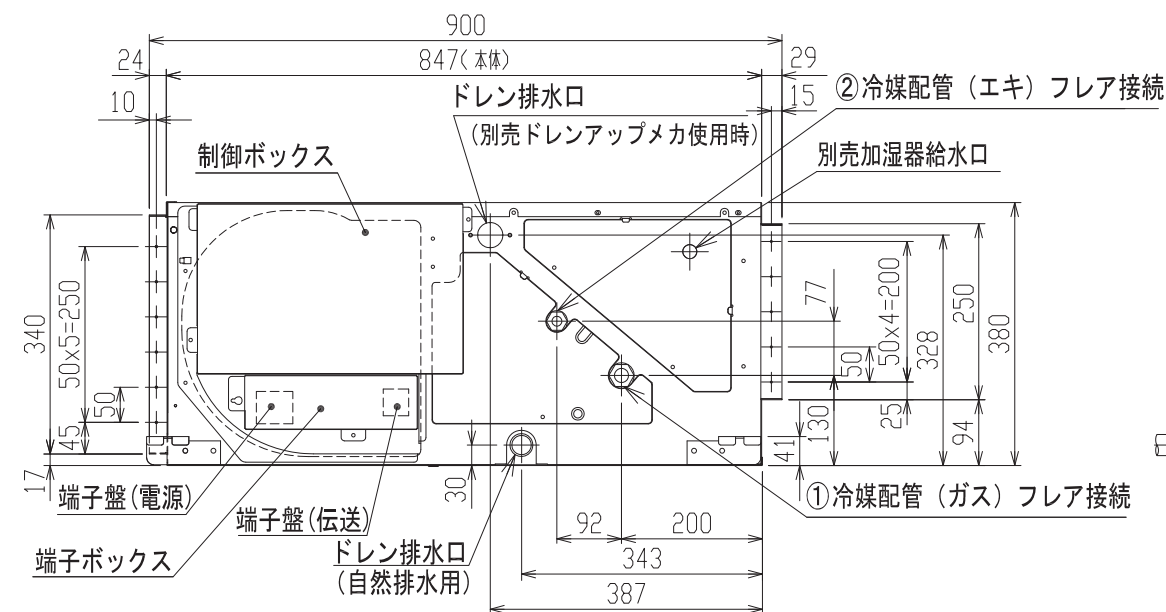 900
24
847(本体)
29
10
15
ドレン排水口
(別売ドレンアップメカ使用時)
②冷媒配管（エキ）フレア接続
制御ボックス
別売加湿器給水口
340
50x5=250
50
45
17
77
50
50x4=200
328
250
380
130
25
94
41
30
端子盤(電源)
端子盤(伝送)
端子ボックス
ドレン排水口
(自然排水用)
①冷媒配管（ガス）フレア接続
92
200
343
387